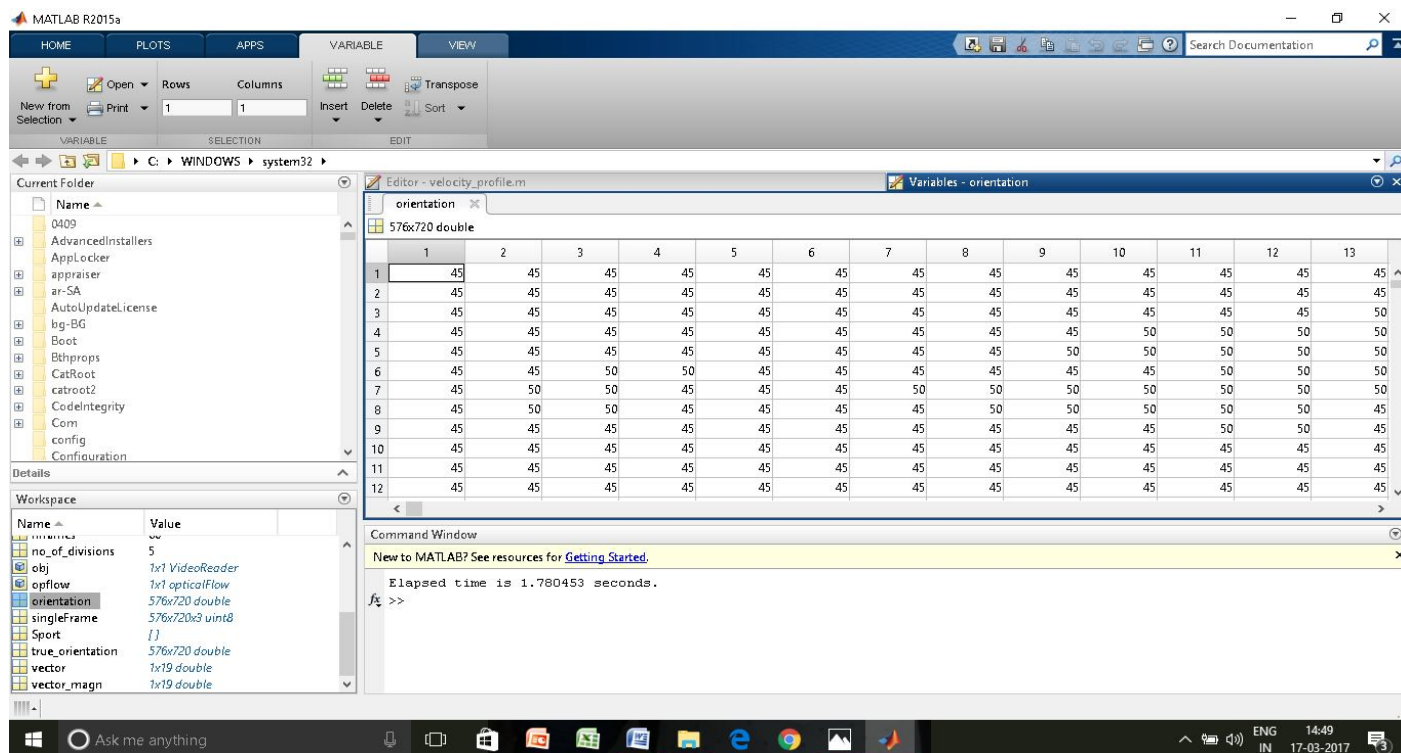 MATLAB R2015a
HOME PLOTS APPS VARIABLE VIEW
Search Documentation
New from Selection
Open
Print
Rows Columns
1 1
Insert Delete
Transpose
Sort
VARIABLE SELECTION EDIT
C: WINDOWS system32
Current Folder
Name
0409
AdvancedInstallers
AppLocker
appraiser
ar-SA
AutoUpdateLicense
bg-BG
Boot
Bthprops
CatRoot
catroot2
CodeIntegrity
Com
config
Configuration
Details
Workspace
Name Value
no_of_divisions 5
obj 1x1 VideoReader
opflow 1x1 opticalFlow
orientation 576x720 double
singleFrame 576x720x3 uint8
Sport []
true_orientation 576x720 double
vector 1x19 double
vector_magn 1x19 double
Editor - velocity_profile.m
Variables - orientation
orientation
576x720 double
1 2 3 4 5 6 7 8 9 10 11 12 13
1 45 45 45 45 45 45 45 45 45 45 45 45 45
2 45 45 45 45 45 45 45 45 45 45 45 45 45
3 45 45 45 45 45 45 45 45 45 45 45 45 50
4 45 45 45 45 45 45 45 45 45 50 50 50 50
5 45 45 45 45 45 45 45 45 50 50 50 50 50
6 45 45 50 50 45 45 45 45 45 50 50 50 50
7 45 50 50 45 45 45 50 50 50 50 50 50 50
8 45 50 50 45 45 45 45 50 50 50 50 50 45
9 45 45 45 45 45 45 45 45 45 45 50 50 45
10 45 45 45 45 45 45 45 45 45 45 45 45 45
11 45 45 45 45 45 45 45 45 45 45 45 45 45
12 45 45 45 45 45 45 45 45 45 45 45 45 45
Command Window
New to MATLAB? See resources for Getting Started.
Elapsed time is 1.780453 seconds.
fx >>
Ask me anything
ENG
IN
14:49
17-03-2017